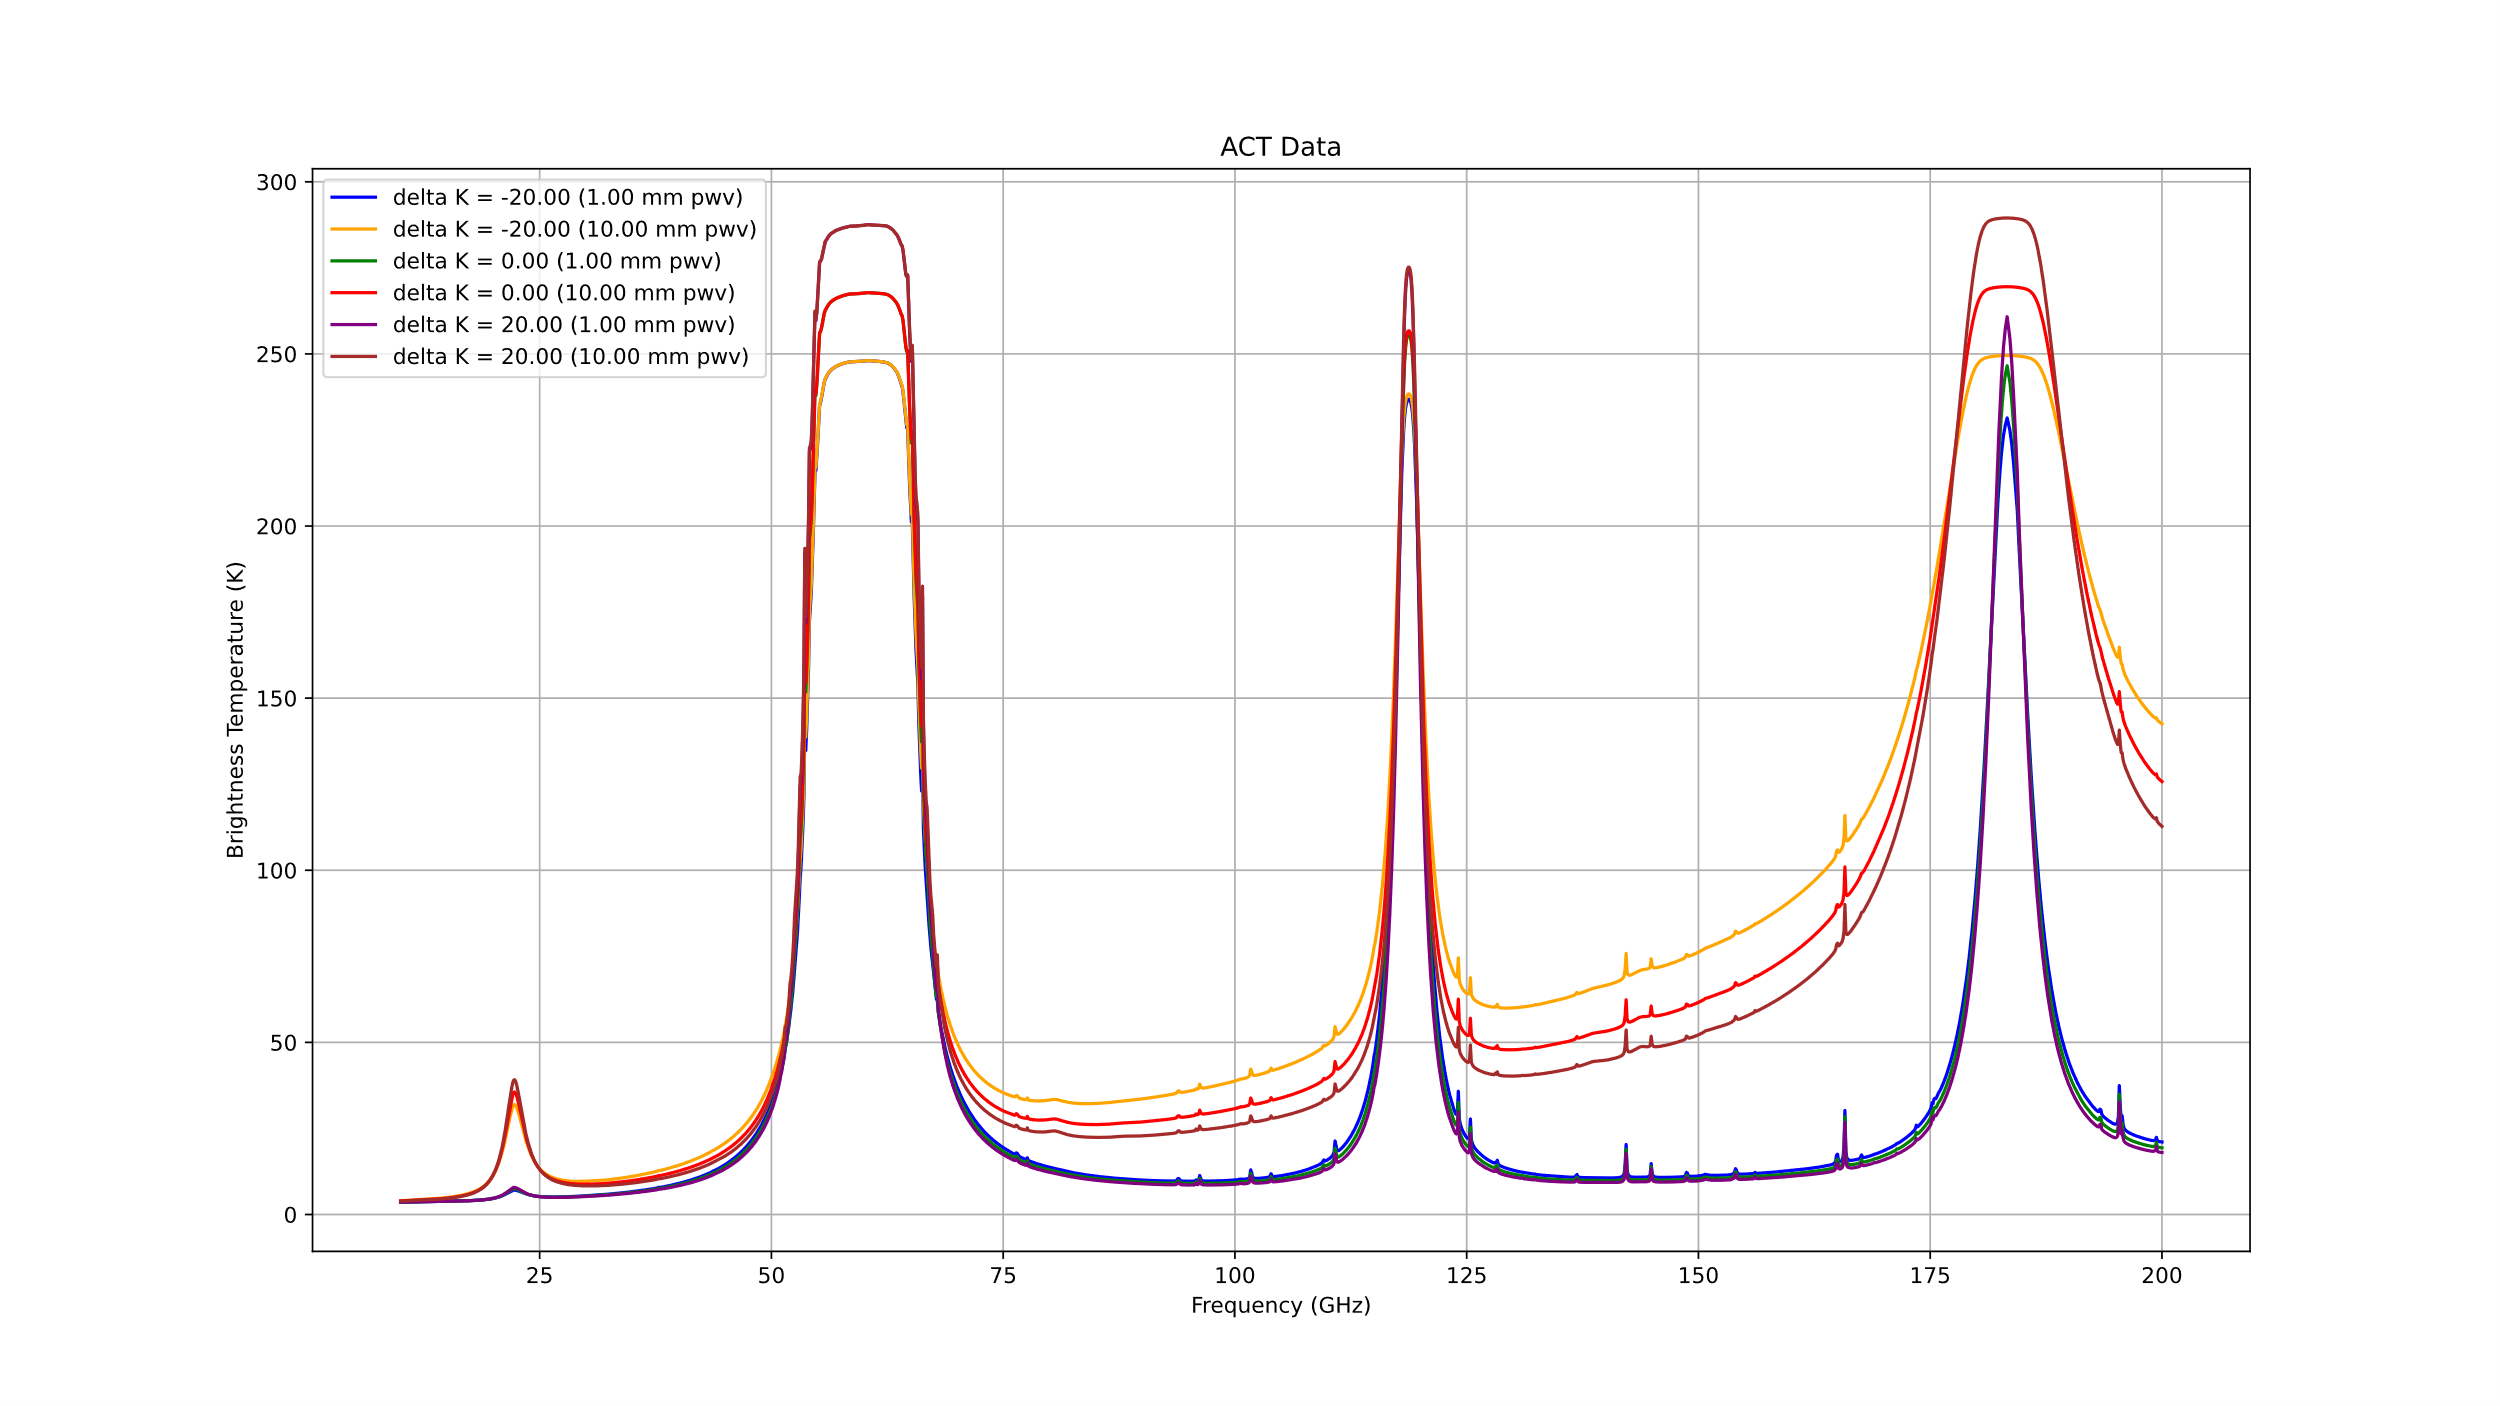 ACT Data
delta K = -20.00 (1.00 mm pwv)
delta K = -20.00 (10.00 mm pwv)
delta K = 0.00 (1.00 mm pwv)
delta K = 0.00 (10.00 mm pwv)
delta K = 20.00 (1.00 mm pwv)
delta K = 20.00 (10.00 mm pwv)
Brightness Temperature (K)
300
250
200
150
100
50
0
25 50 75 100 125 150 175 200
Frequency (GHz)